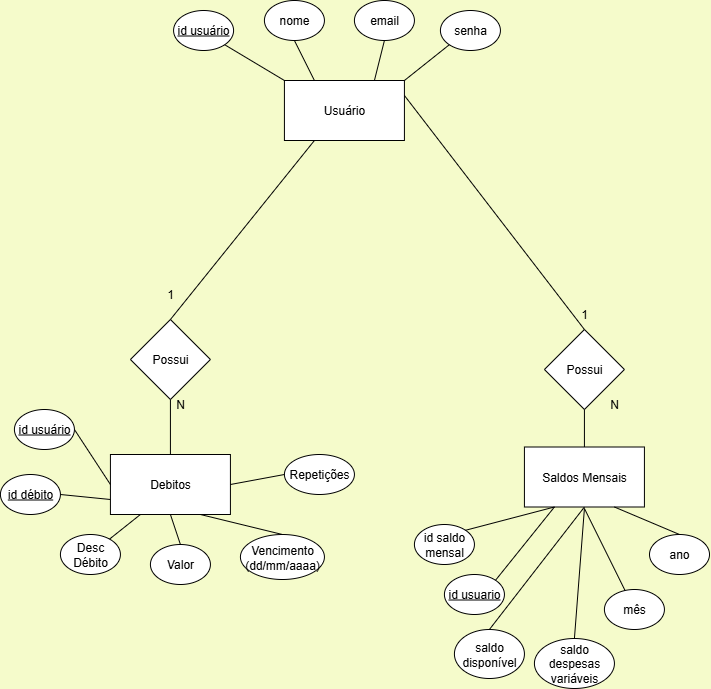 id usuário
nome
email
senha
Usuário
1
1
Possui
Possui
N
N
id usuário
id débito
Debitos
Repetições
Desc
Débito
Valor
Vencimento
(dd/mm/aaaa)
Saldos Mensais
id saldo
mensal
id usuario
saldo
disponível
saldo
despesas
variáveis
mês
ano